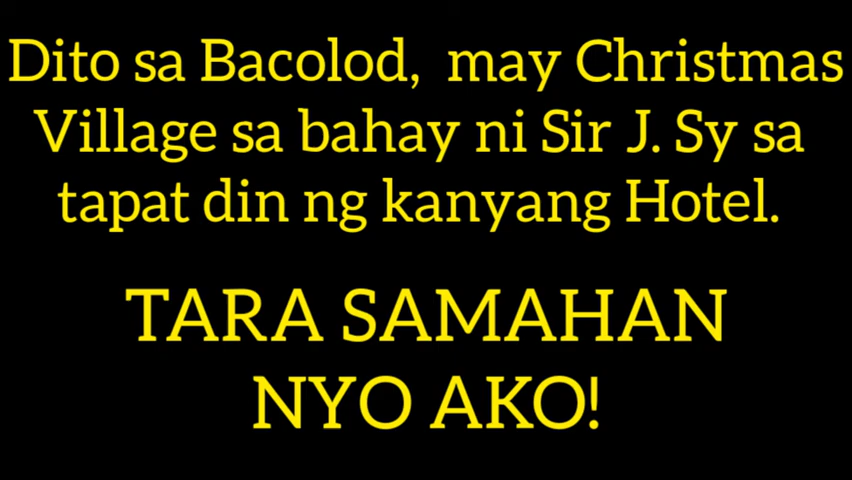 Dito sa Bacolod, may Christmas
Village sa bahay ni Sir J. Sy sa
tapat din ng kanyang Hotel.
TARA SAMAHAN
NYO AKO!